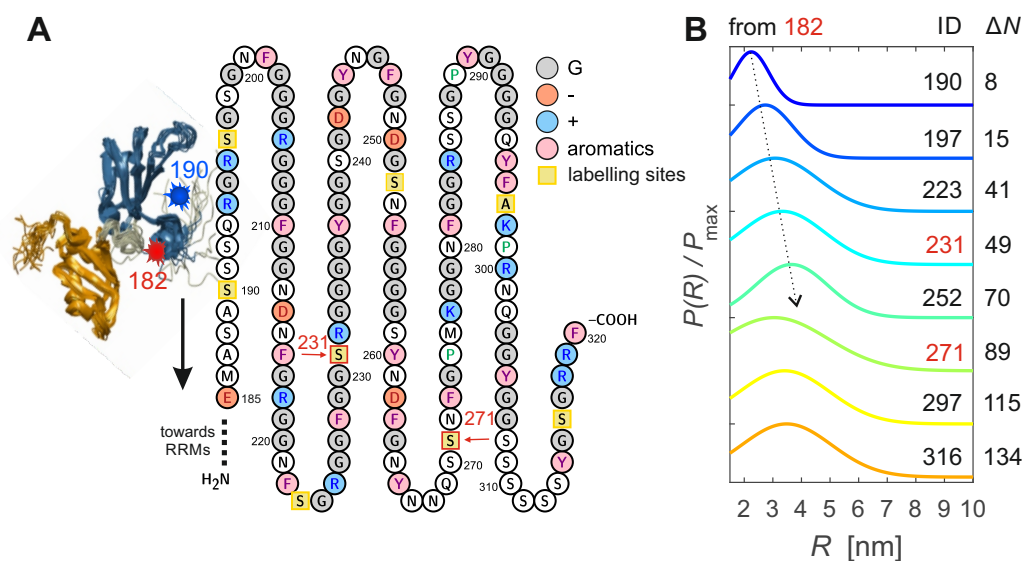 A
190
182
towards
RRMs
H₂N
E M A S A S S S Q R G R S G S G N F G G G R G G G F G G N D N F G R G G N F S G R G G F G G S R G G G G Y G G S G D G Y N G F G N D G S N F G G G G S Y N D F G N Y N N Q S S N F G P M K G G N F G G R S S G P Y G G G G Q Y F A K P R N Q G G Y G G S S S S S S Y G S G R R F
–COOH
185
190
200
210
220
230
231
240
250
260
270
271
280
290
300
310
320
G
-
+
aromatics
labelling sites
B
from 182 ID ΔN
190 8
197 15
223 41
231 49
252 70
271 89
297 115
316 134
P(R) / P_max
2 3 4 5 6 7 8 9 10
R [nm]